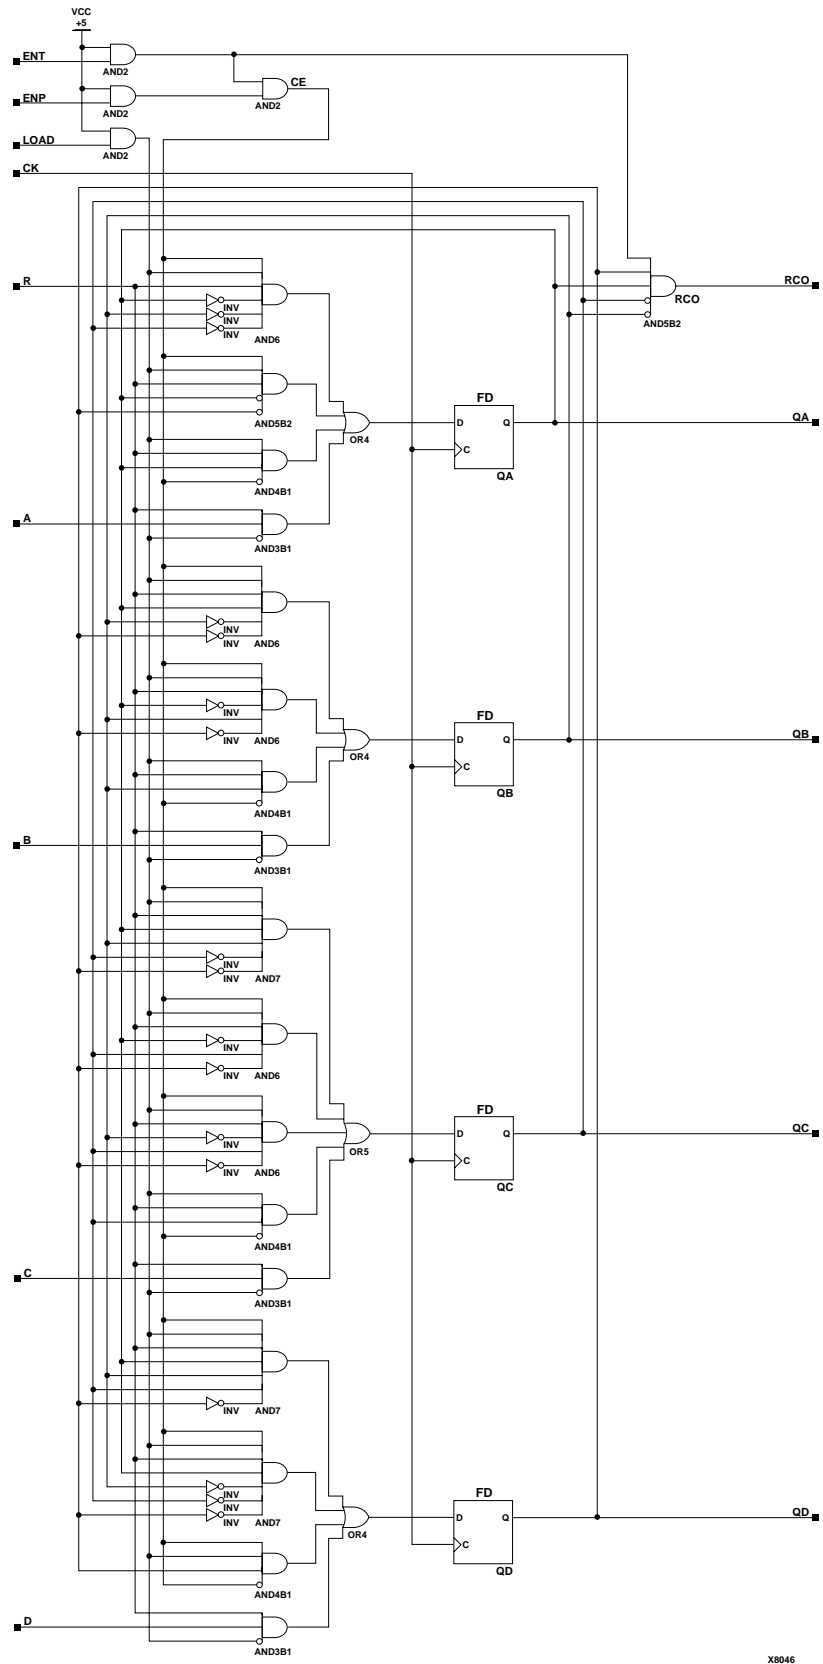 VCC
+5
ENT
AND2
CE
ENP
AND2
AND2
LOAD
AND2
CK
R
RCO
INV
RCO
INV
AND5B2
INV
AND6
FD
QA
AND5B2
D
Q
OR4
C
AND4B1
QA
A
AND3B1
INV
INV
AND6
FD
INV
QB
D
Q
INV
AND6
OR4
C
QB
AND4B1
B
AND3B1
INV
INV
AND7
INV
INV
AND6
FD
QC
D
Q
INV
OR5
C
INV
AND6
QC
AND4B1
C
AND3B1
INV
AND7
INV
FD
INV
QD
INV
AND7
D
Q
OR4
C
QD
AND4B1
D
AND3B1
X8046